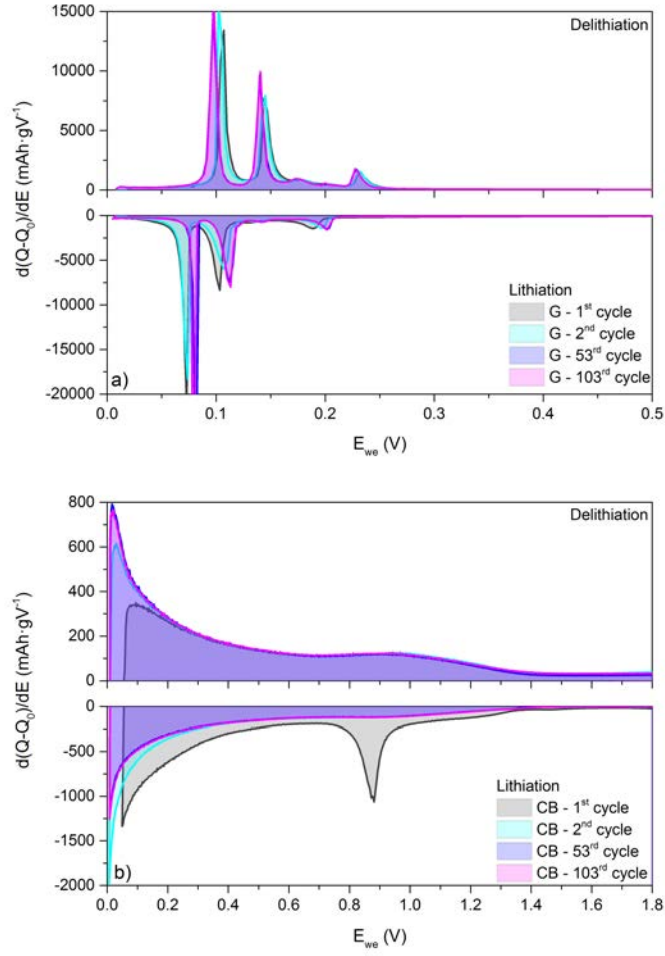 15000
Delithiation
10000
5000
0
d(Q-Q₀)/dE (mAh·gV⁻¹)
0
-5000
-10000
-15000
-20000
Lithiation
G - 1ˢᵗ cycle
G - 2ⁿᵈ cycle
G - 53ʳᵈ cycle
G - 103ʳᵈ cycle
a)
0.0 0.1 0.2 0.3 0.4 0.5
E_we (V)
800
Delithiation
600
400
200
0
d(Q-Q₀)/dE (mAh·gV⁻¹)
0
-500
-1000
-1500
-2000
Lithiation
CB - 1ˢᵗ cycle
CB - 2ⁿᵈ cycle
CB - 53ʳᵈ cycle
CB - 103ʳᵈ cycle
b)
0.0 0.2 0.4 0.6 0.8 1.0 1.2 1.4 1.6 1.8
E_we (V)